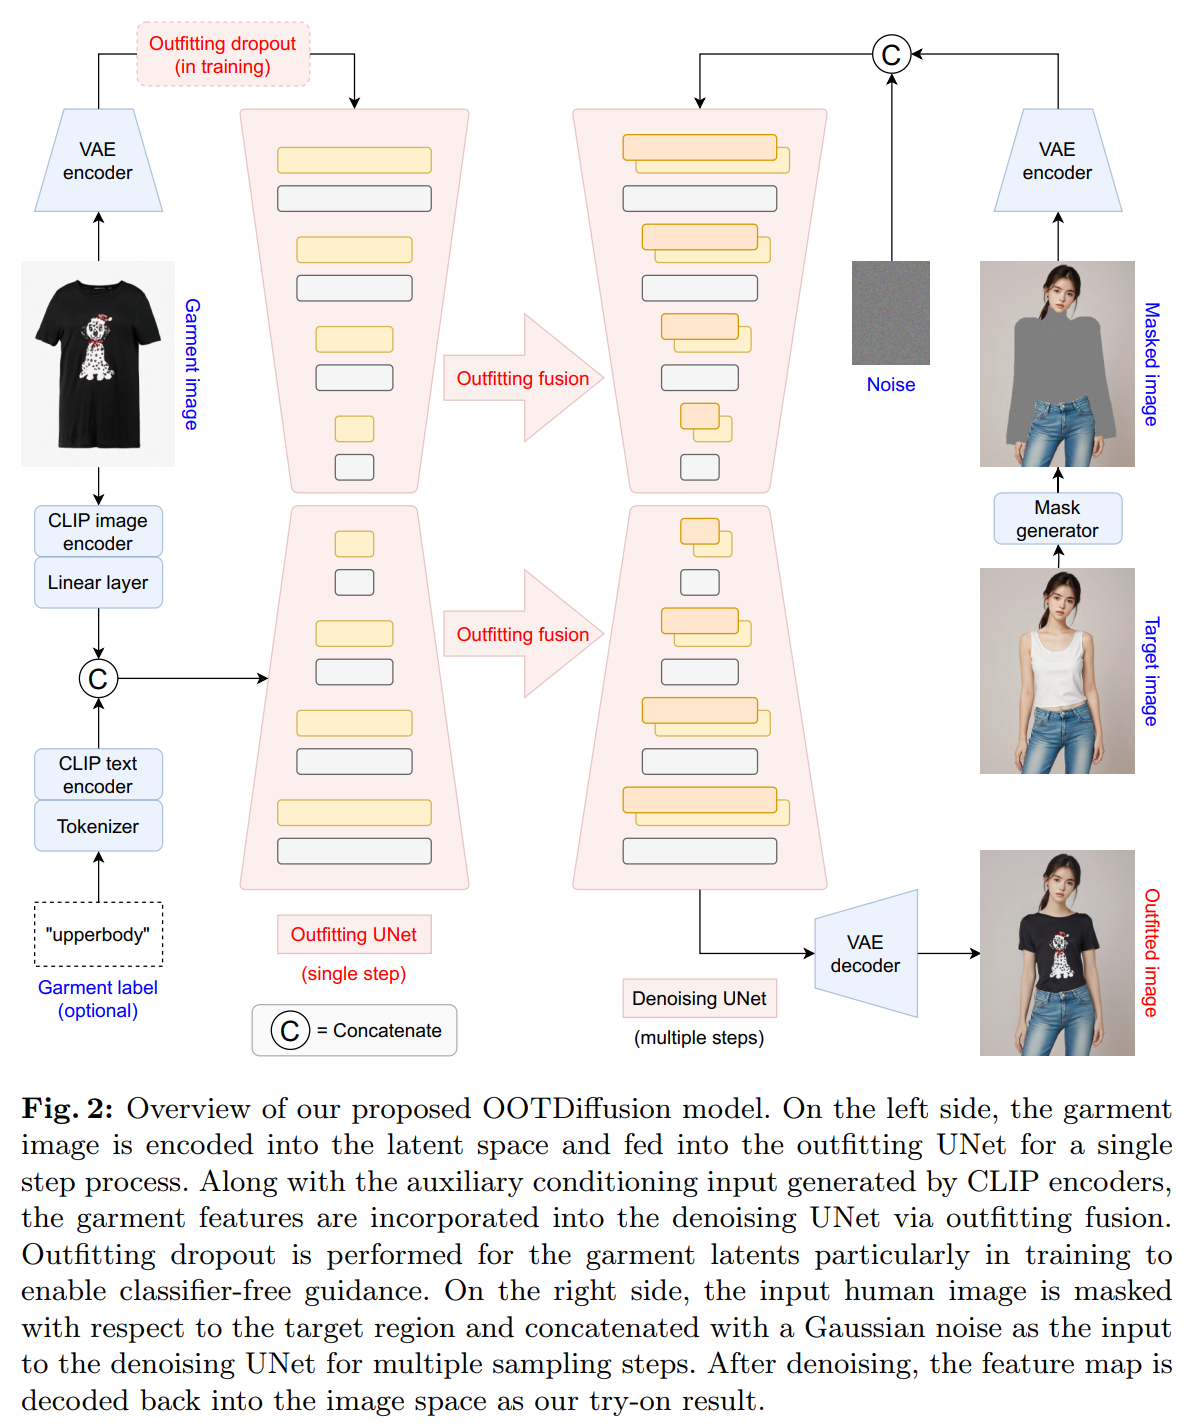 Outfitting dropout
(in training)
C
VAE
encoder
VAE
encoder
Garment image
Outfitting fusion
Noise
Masked image
CLIP image
encoder
Linear layer
Mask
generator
Outfitting fusion
Target image
C
CLIP text
encoder
Tokenizer
"upperbody"
Garment label
(optional)
Outfitting UNet
(single step)
C = Concatenate
Denoising UNet
(multiple steps)
VAE
decoder
Outfitted image
Fig. 2: Overview of our proposed OOTDiffusion model. On the left side, the garment
image is encoded into the latent space and fed into the outfitting UNet for a single
step process. Along with the auxiliary conditioning input generated by CLIP encoders,
the garment features are incorporated into the denoising UNet via outfitting fusion.
Outfitting dropout is performed for the garment latents particularly in training to
enable classifier-free guidance. On the right side, the input human image is masked
with respect to the target region and concatenated with a Gaussian noise as the input
to the denoising UNet for multiple sampling steps. After denoising, the feature map is
decoded back into the image space as our try-on result.